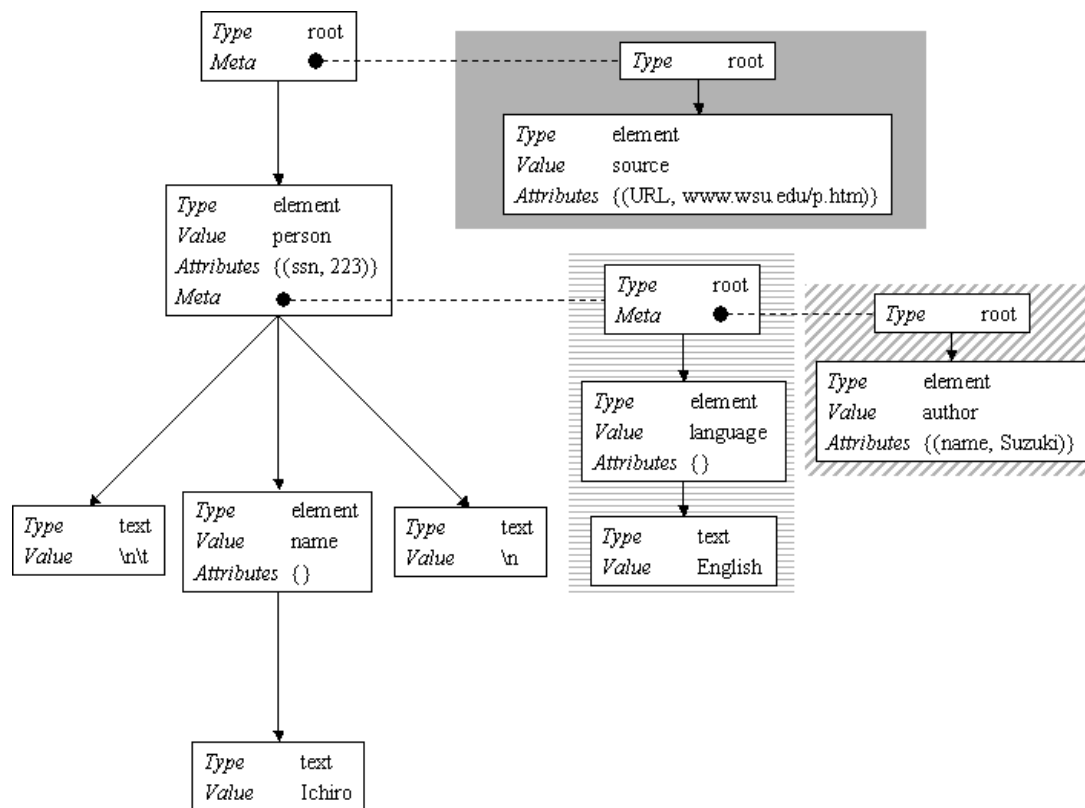 Type root
Meta
Type root
Type element
Value source
Attributes {(URL, www.wsu.edu/p.htm)}
Type element
Value person
Attributes {(ssn, 223)}
Meta
Type root
Meta
Type root
Type element
Value author
Attributes {(name, Suzuki)}
Type element
Value language
Attributes {}
Type text
Value \n\t
Type element
Value name
Attributes {}
Type text
Value \n
Type text
Value English
Type text
Value Ichiro